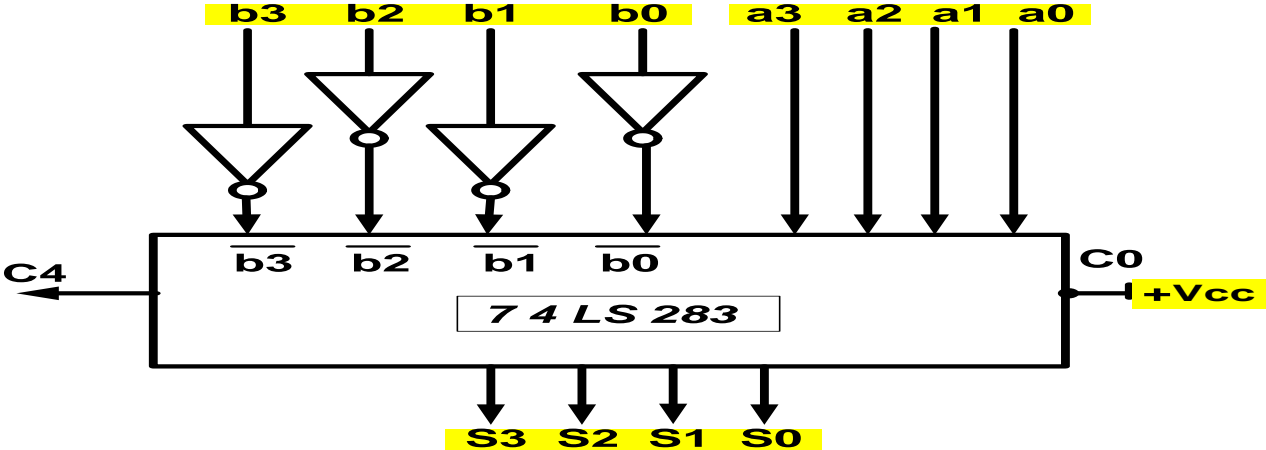 b3 b2 b1 b0 a3 a2 a1 a0
b3 b2 b1 b0
C4
C0
+Vcc
7 4 LS 283
S3 S2 S1 S0